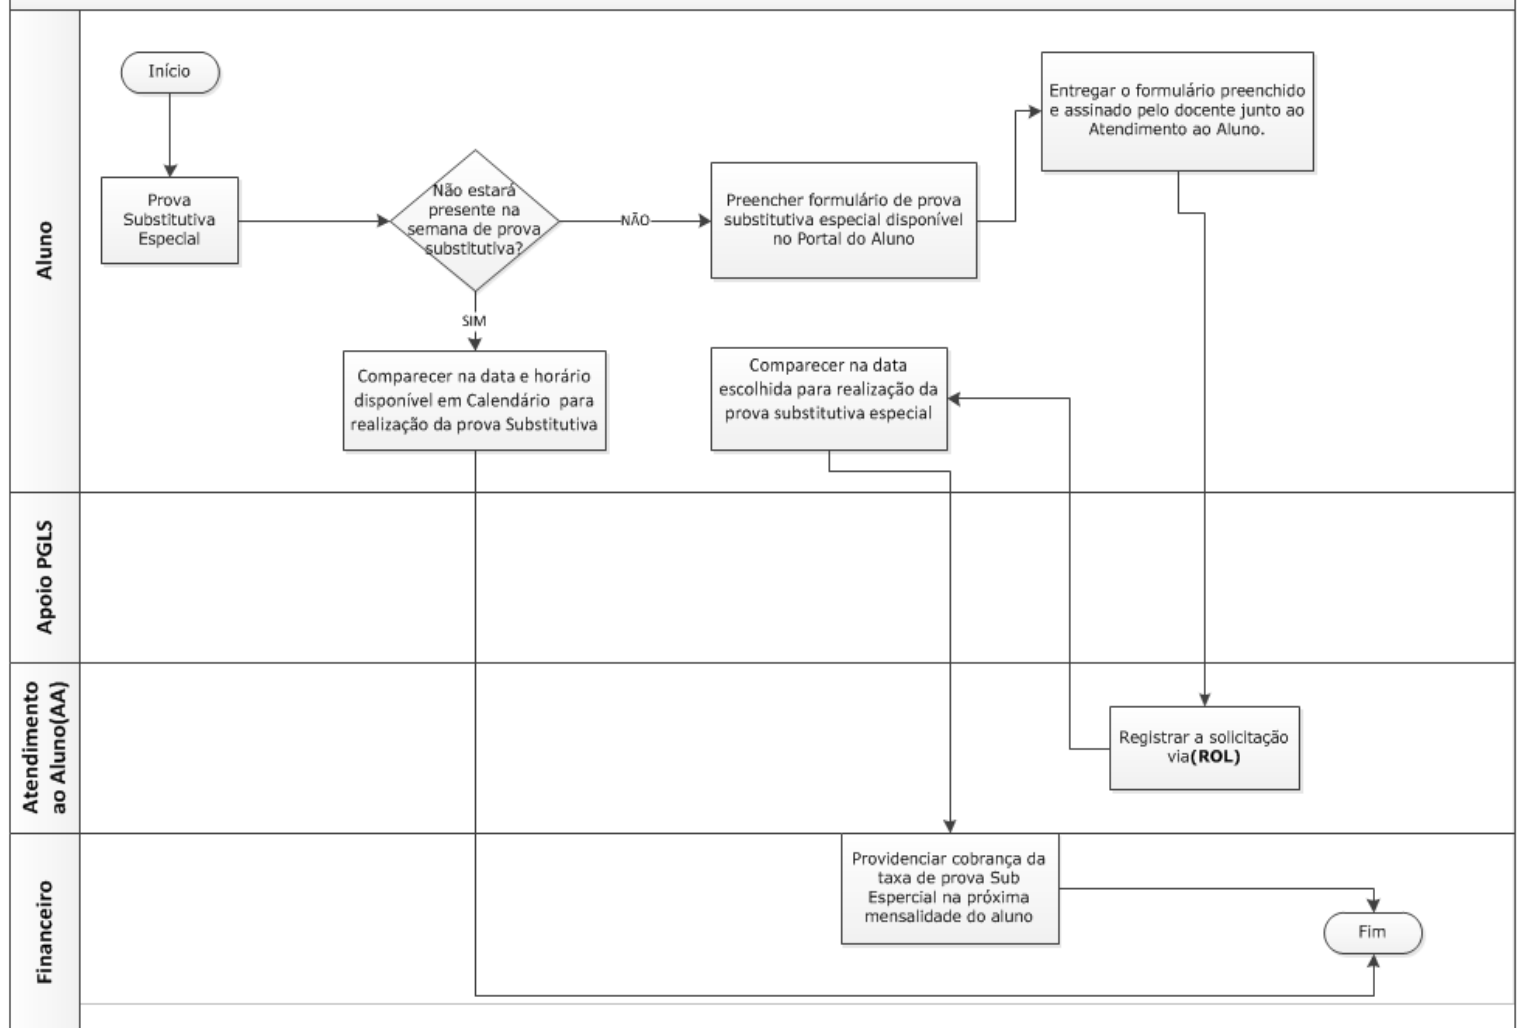 Aluno
Início
Prova
Substitutiva
Especial
Não estará
presente na
semana de prova
substitutiva?
NÃO
SIM
Preencher formulário de prova
substitutiva especial disponível
no Portal do Aluno
Entregar o formulário preenchido
e assinado pelo docente junto ao
Atendimento ao Aluno.
Comparecer na data e horário
disponível em Calendário para
realização da prova Substitutiva
Comparecer na data
escolhida para realização da
prova substitutiva especial
Apoio PGLS
Atendimento
ao Aluno(AA)
Registrar a solicitação
via(ROL)
Financeiro
Providenciar cobrança da
taxa de prova Sub
Espercial na próxima
mensalidade do aluno
Fim